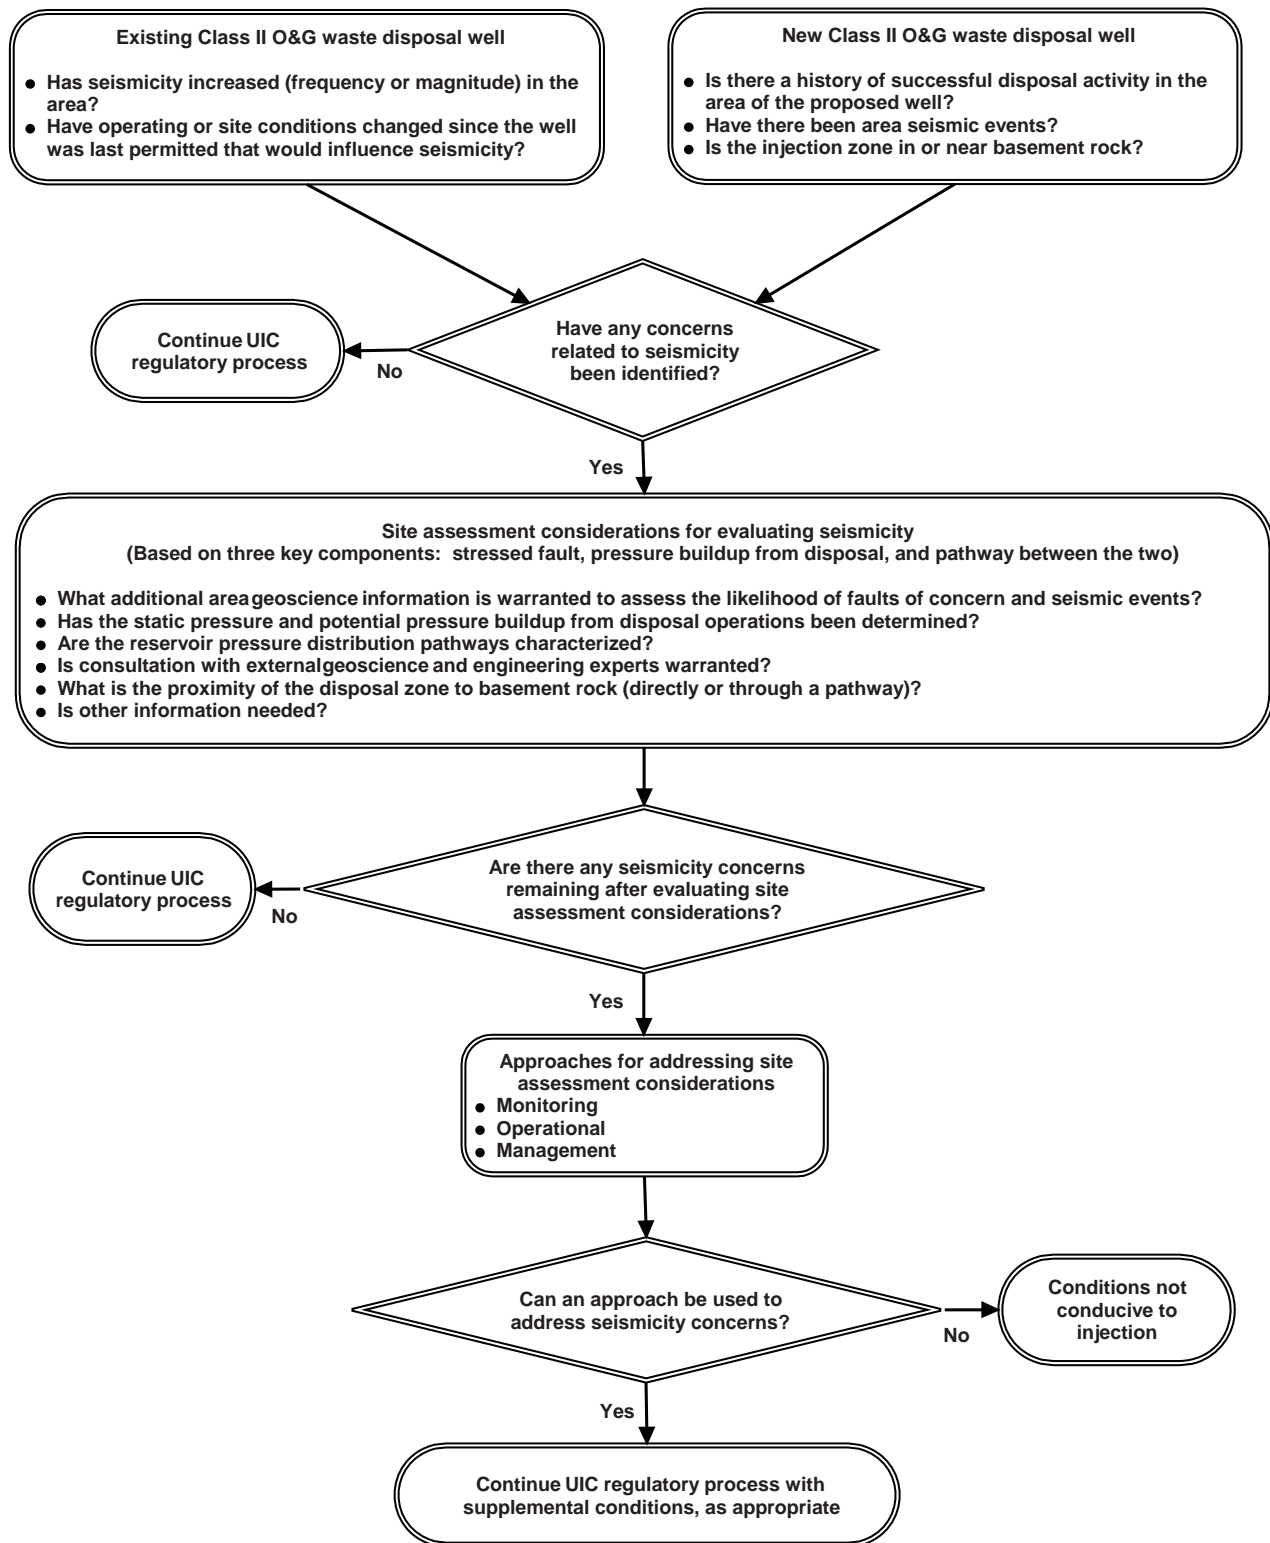 Existing Class II O&G waste disposal well
● Has seismicity increased (frequency or magnitude) in the
area?
● Have operating or site conditions changed since the well
was last permitted that would influence seismicity?
New Class II O&G waste disposal well
● Is there a history of successful disposal activity in the
area of the proposed well?
● Have there been area seismic events?
● Is the injection zone in or near basement rock?
Have any concerns
related to seismicity
been identified?
Continue UIC
regulatory process
No
Yes
Site assessment considerations for evaluating seismicity
(Based on three key components: stressed fault, pressure buildup from disposal, and pathway between the two)
● What additional area geoscience information is warranted to assess the likelihood of faults of concern and seismic events?
● Has the static pressure and potential pressure buildup from disposal operations been determined?
● Are the reservoir pressure distribution pathways characterized?
● Is consultation with external geoscience and engineering experts warranted?
● What is the proximity of the disposal zone to basement rock (directly or through a pathway)?
● Is other information needed?
Are there any seismicity concerns
remaining after evaluating site
assessment considerations?
Continue UIC
regulatory process
No
Yes
Approaches for addressing site
assessment considerations
● Monitoring
● Operational
● Management
Can an approach be used to
address seismicity concerns?
No
Conditions not
conducive to
injection
Yes
Continue UIC regulatory process with
supplemental conditions, as appropriate